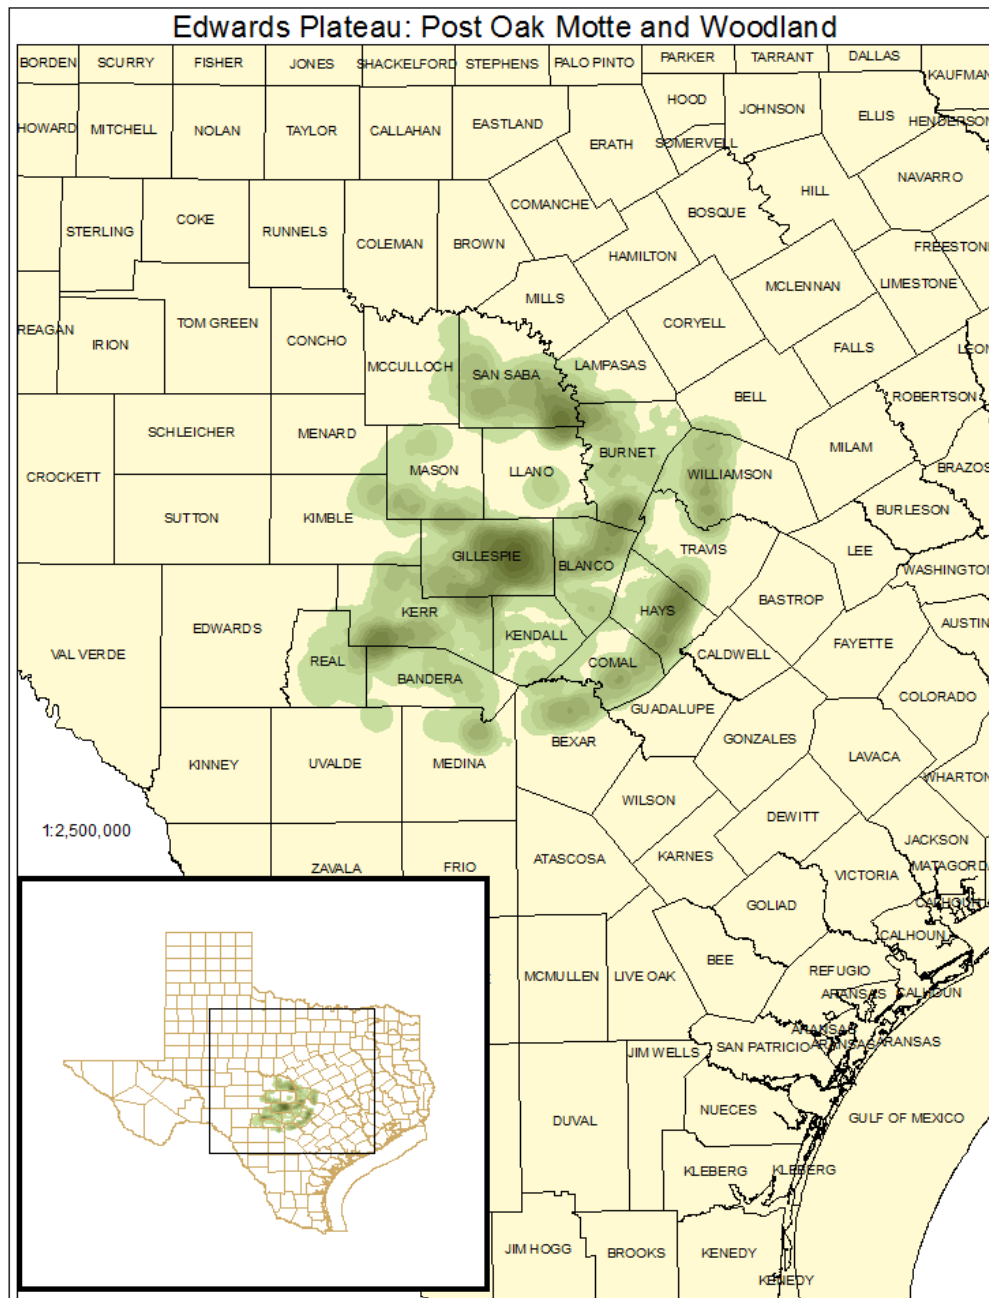 Edwards Plateau: Post Oak Motte and Woodland
BORDEN SCURRY FISHER JONES SHACKELFORD STEPHENS PALO PINTO PARKER TARRANT DALLAS
KAUFMAN
HOOD JOHNSON ELLIS HENDERSON
HOWARD MITCHELL NOLAN TAYLOR CALLAHAN EASTLAND ERATH SOMERVELL
HILL NAVARRO
STERLING COKE RUNNELS COLEMAN BROWN COMANCHE BOSQUE
HAMILTON FREESTONE
MILLS MCLENNAN LIMESTONE
REAGAN IRION TOM GREEN CONCHO MCCULLOCH SAN SABA LAMPASAS CORYELL FALLS LEON
BELL ROBERTSON
SCHLEICHER MENARD MASON LLANO BURNET WILLIAMSON MILAM BRAZOS
CROCKETT
SUTTON KIMBLE BURLESON
GILLESPIE BLANCO TRAVIS LEE WASHINGTON
KERR HAYS BASTROP AUSTIN
VAL VERDE EDWARDS REAL BANDERA KENDALL COMAL CALDWELL FAYETTE
COLORADO
GUADALUPE
KINNEY UVALDE MEDINA BEXAR GONZALES LAVACA WHARTON
WILSON DEWITT
1:2,500,000
ZAVALA FRIO ATASCOSA KARNES VICTORIA JACKSON
MATAGORDA
GOLIAD CALHOUN
CALHOUN
MCMULLEN LIVE OAK BEE REFUGIO CALHOUN
ARANSAS
ARANSAS
JIM WELLS SAN PATRICIO ARANSAS ARANSAS
DUVAL NUECES GULF OF MEXICO
KLEBERG KLEBERG
JIM HOGG BROOKS KENEDY
KENEDY